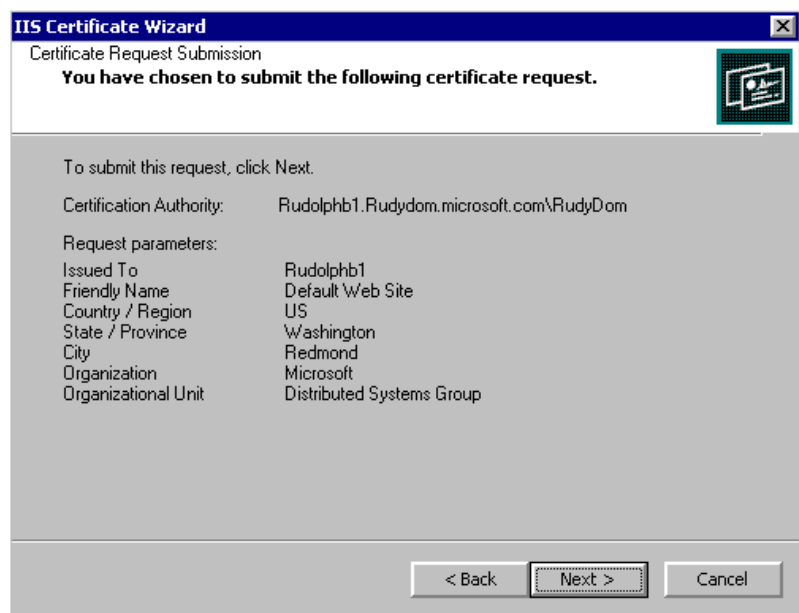 IIS Certificate Wizard
Certificate Request Submission
You have chosen to submit the following certificate request.
To submit this request, click Next.
Certification Authority: Rudolphb1.Rudydom.microsoft.com\RudyDom
Request parameters:
Issued To Rudolphb1
Friendly Name Default Web Site
Country / Region US
State / Province Washington
City Redmond
Organization Microsoft
Organizational Unit Distributed Systems Group
< Back Next > Cancel